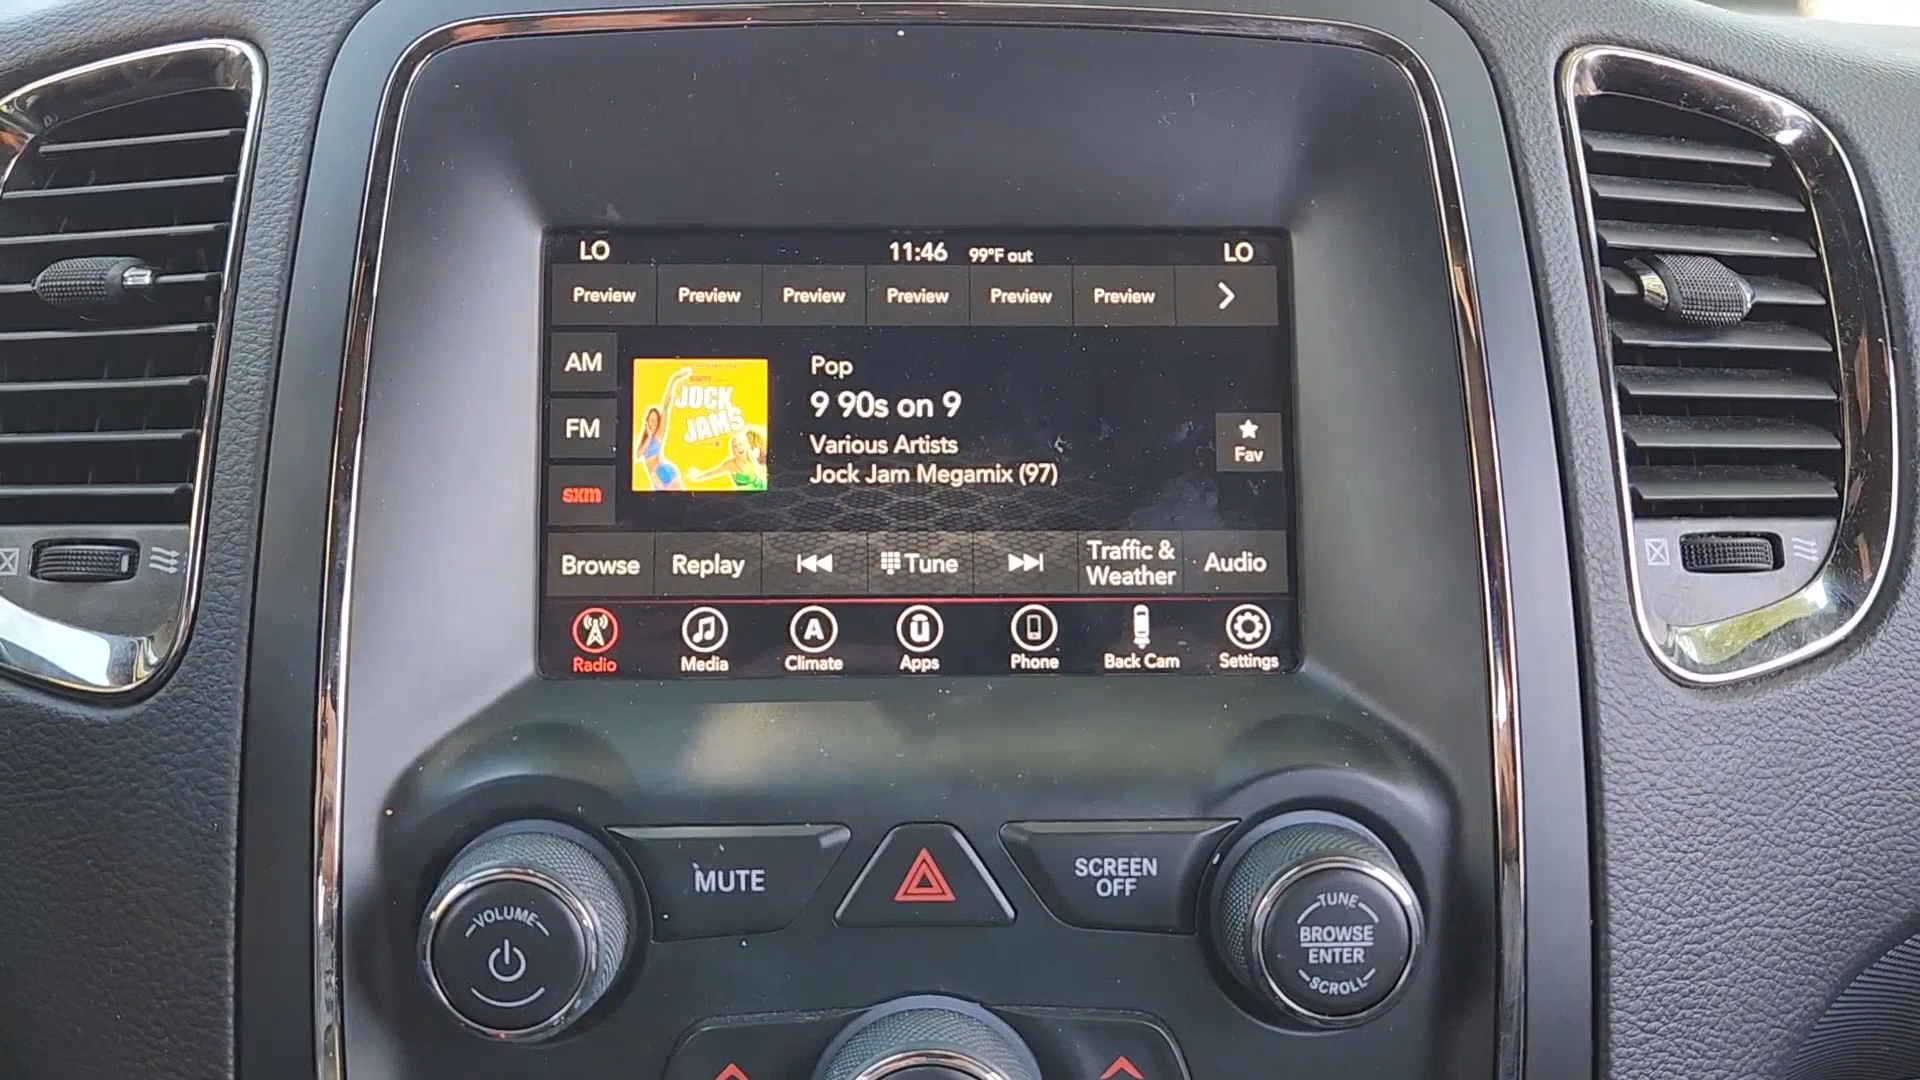 LO 11:46 99°F out LO
Preview Preview Preview Preview Preview Preview
AM
FM
sxm
JOCK
JAMS
Pop
9 90s on 9
Various Artists
Jock Jam Megamix (97)
Fav
Browse Replay Tune Traffic & Weather Audio
Radio Media Climate Apps Phone Back Cam Settings
A
ū
MUTE
SCREEN
OFF
VOLUME
TUNE
BROWSE
ENTER
SCROLL